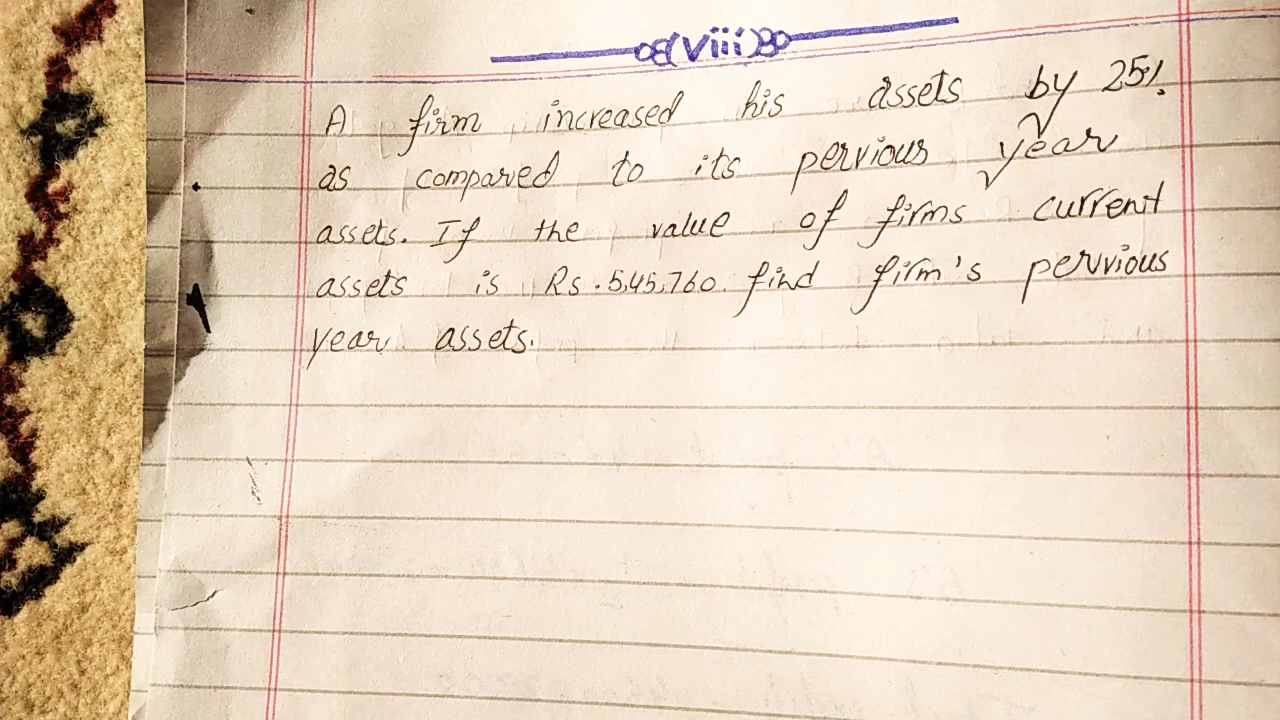 (viii)
A firm increased his assets by 25%
as compared to its pervious year
assets. If the value of firms current
assets is Rs.5,45,760. find firm's pervious
year assets.